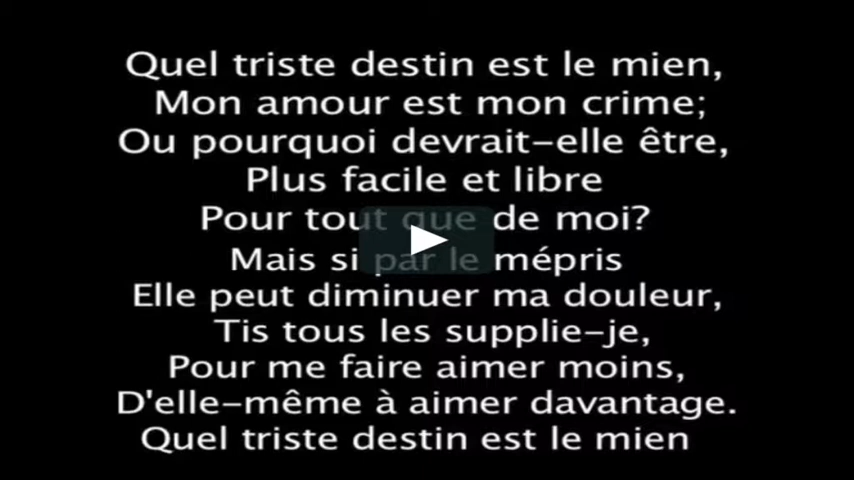 Quel triste destin est le mien,
Mon amour est mon crime;
Ou pourquoi devrait-elle être,
Plus facile et libre
Pour tout que de moi?
Mais si par le mépris
Elle peut diminuer ma douleur,
Tis tous les supplie-je,
Pour me faire aimer moins,
D'elle-même à aimer davantage.
Quel triste destin est le mien